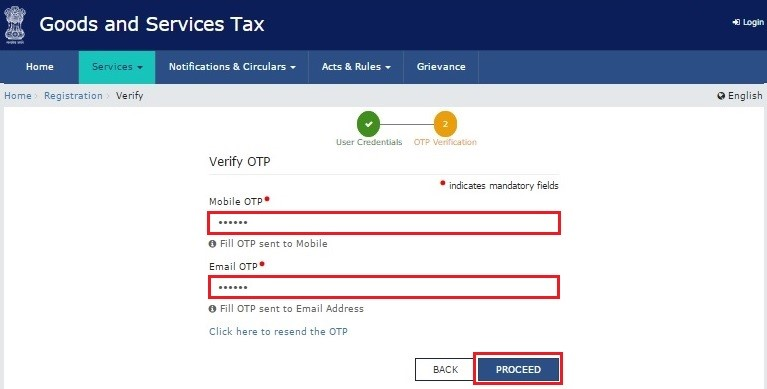 Goods and Services Tax
Login
Home Services Notifications & Circulars Acts & Rules Grievance
Home Registration Verify English
2
User Credentials OTP Verification
Verify OTP
• indicates mandatory fields
Mobile OTP•
••••••
Fill OTP sent to Mobile
Email OTP•
••••••
Fill OTP sent to Email Address
Click here to resend the OTP
BACK PROCEED